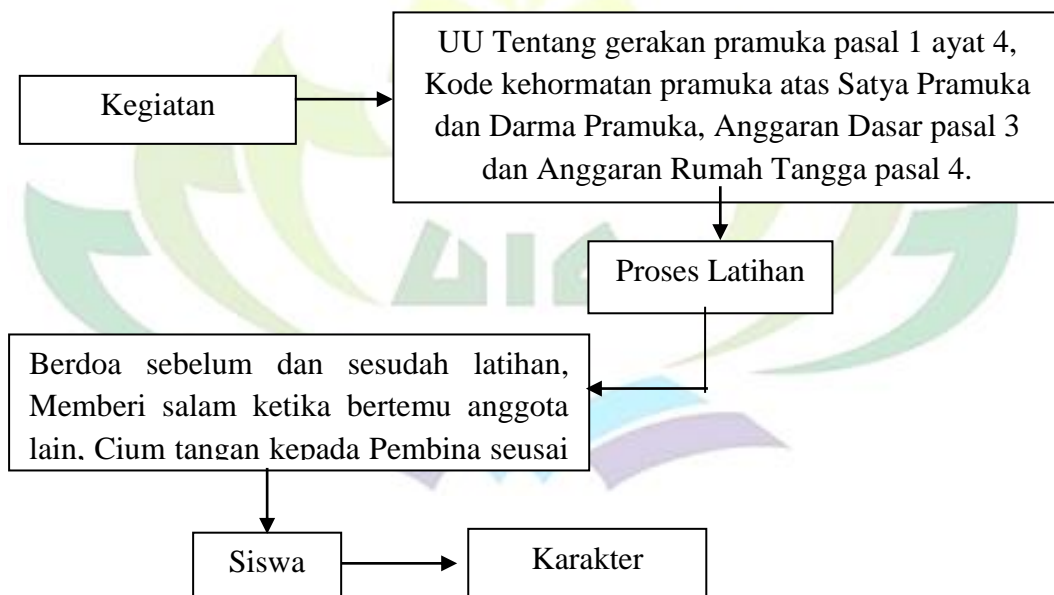 Kegiatan
UU Tentang gerakan pramuka pasal 1 ayat 4,
Kode kehormatan pramuka atas Satya Pramuka
dan Darma Pramuka, Anggaran Dasar pasal 3
dan Anggaran Rumah Tangga pasal 4.
Proses Latihan
Berdoa sebelum dan sesudah latihan,
Memberi salam ketika bertemu anggota
lain, Cium tangan kepada Pembina seusai
Siswa
Karakter